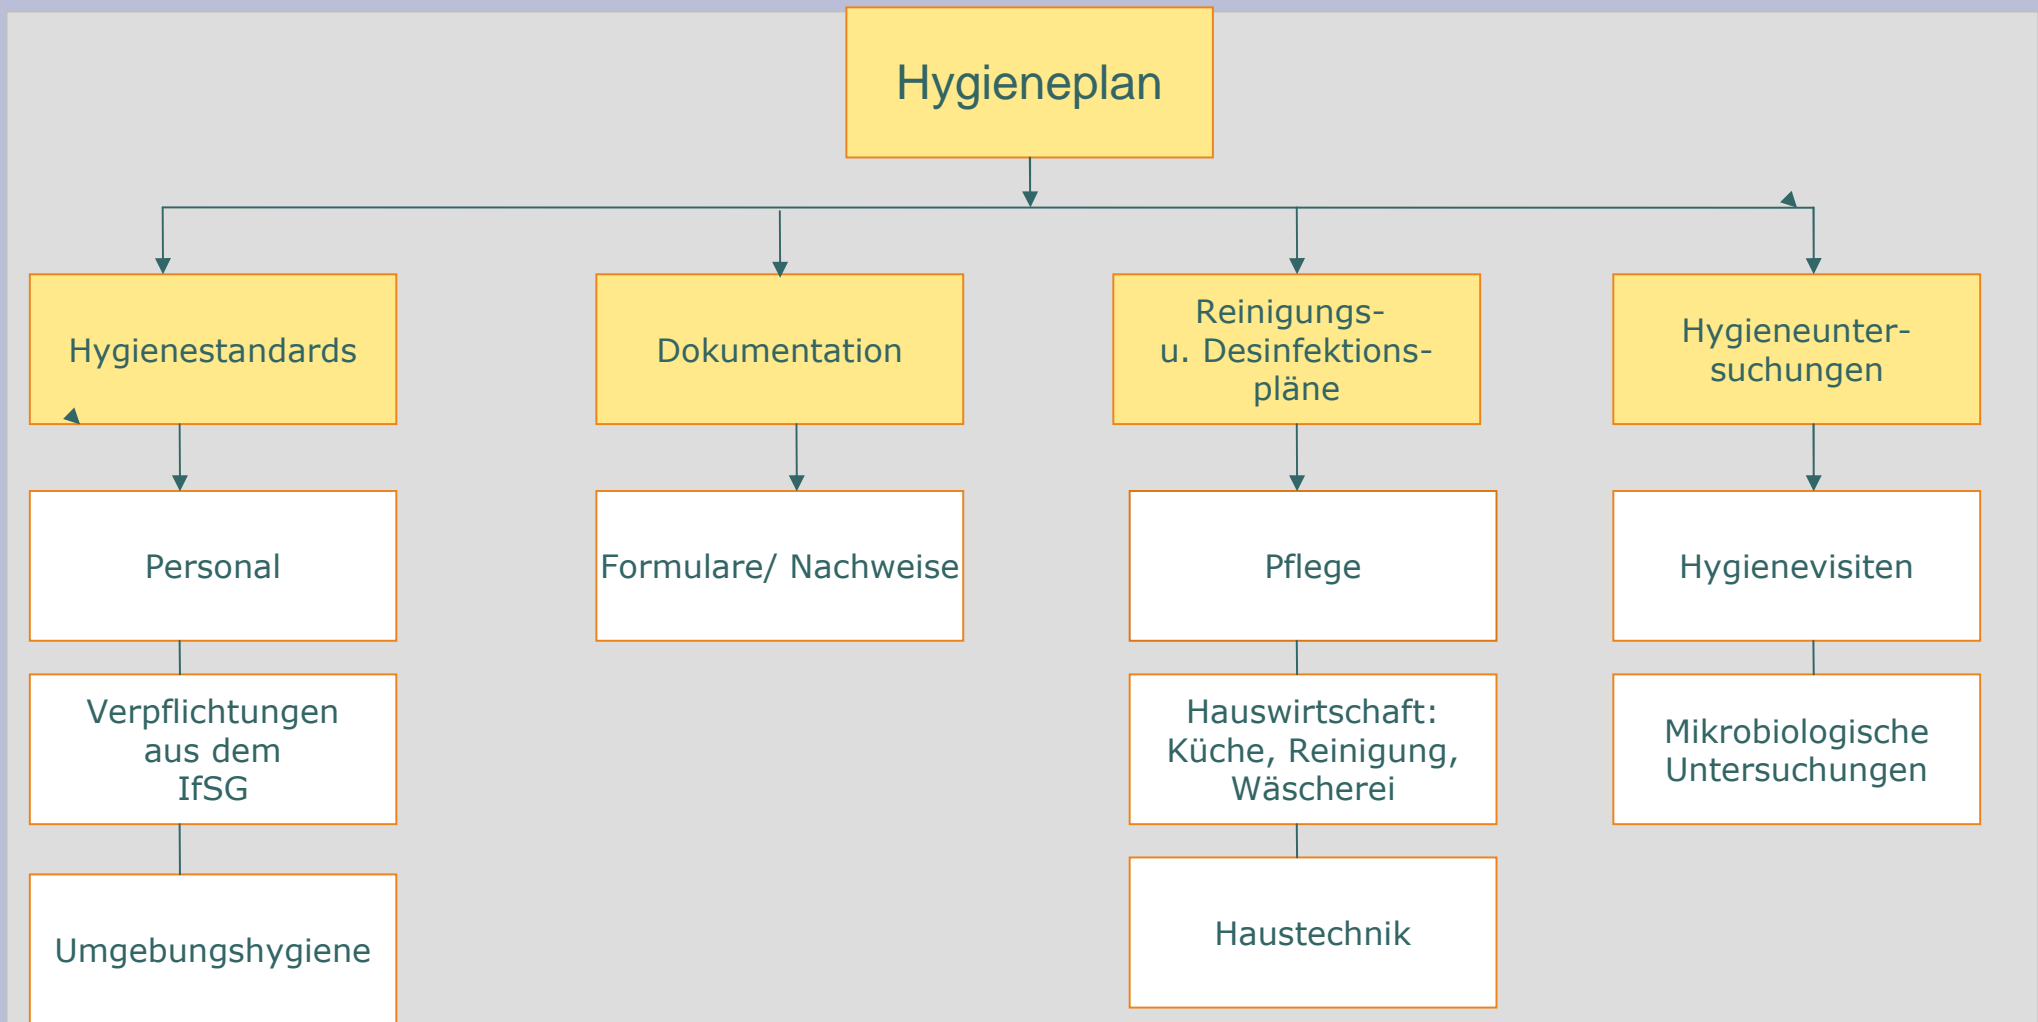 Hygieneplan
Hygienestandards
Dokumentation
Reinigungs-
u. Desinfektions-
pläne
Hygieneunter-
suchungen
Personal
Formulare/ Nachweise
Pflege
Hygienevisiten
Verpflichtungen
aus dem
IfSG
Hauswirtschaft:
Küche, Reinigung,
Wäscherei
Mikrobiologische
Untersuchungen
Umgebungshygiene
Haustechnik